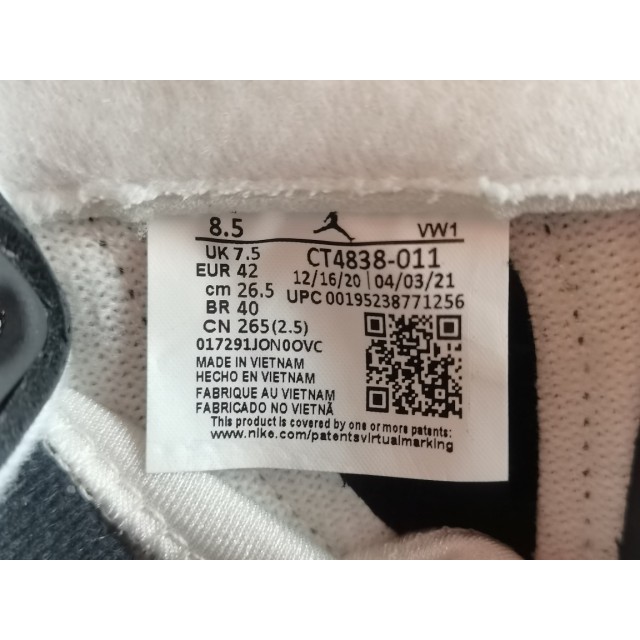 8.5 VW1
UK 7.5 CT4838-011
EUR 42 12/16/20 04/03/21
cm 26.5 UPC 00195238771256
BR 40
CN 265(2.5)
017291JON0OVC
MADE IN VIETNAM
HECHO EN VIETNAM
FABRIQUE AU VIETNAM
FABRICADO NO VIETNÃ
This product is covered by one or more patents:
www.nike.com/patentsvirtualmarking